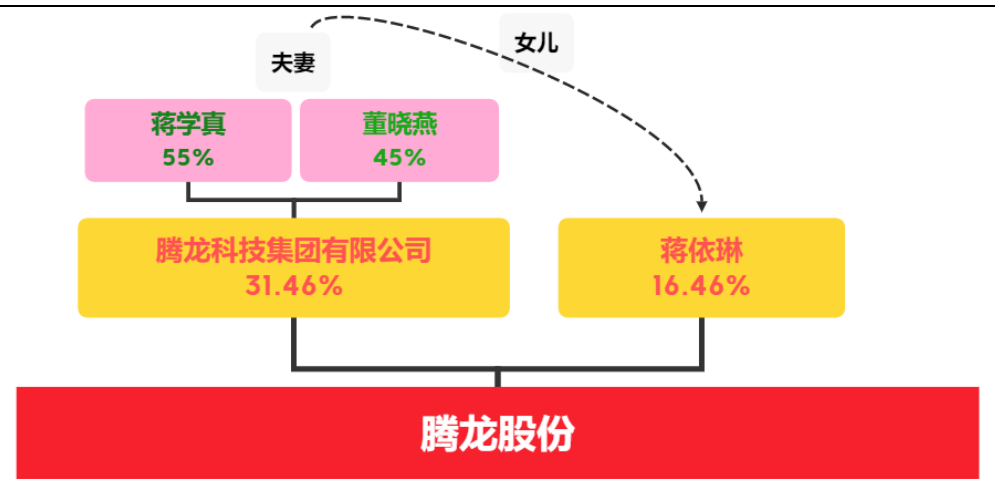 夫妻
女儿
蒋学真
55%
董晓燕
45%
腾龙科技集团有限公司
31.46%
蒋依琳
16.46%
腾龙股份